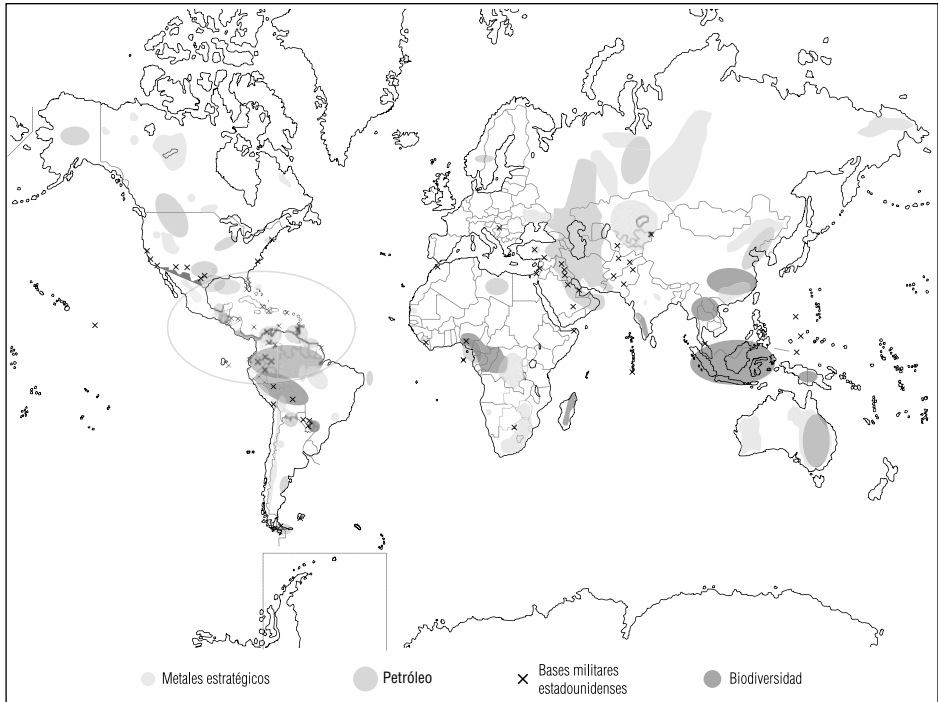 Metales estratégicos
Petróleo
Bases militares
estadounidenses
Biodiversidad